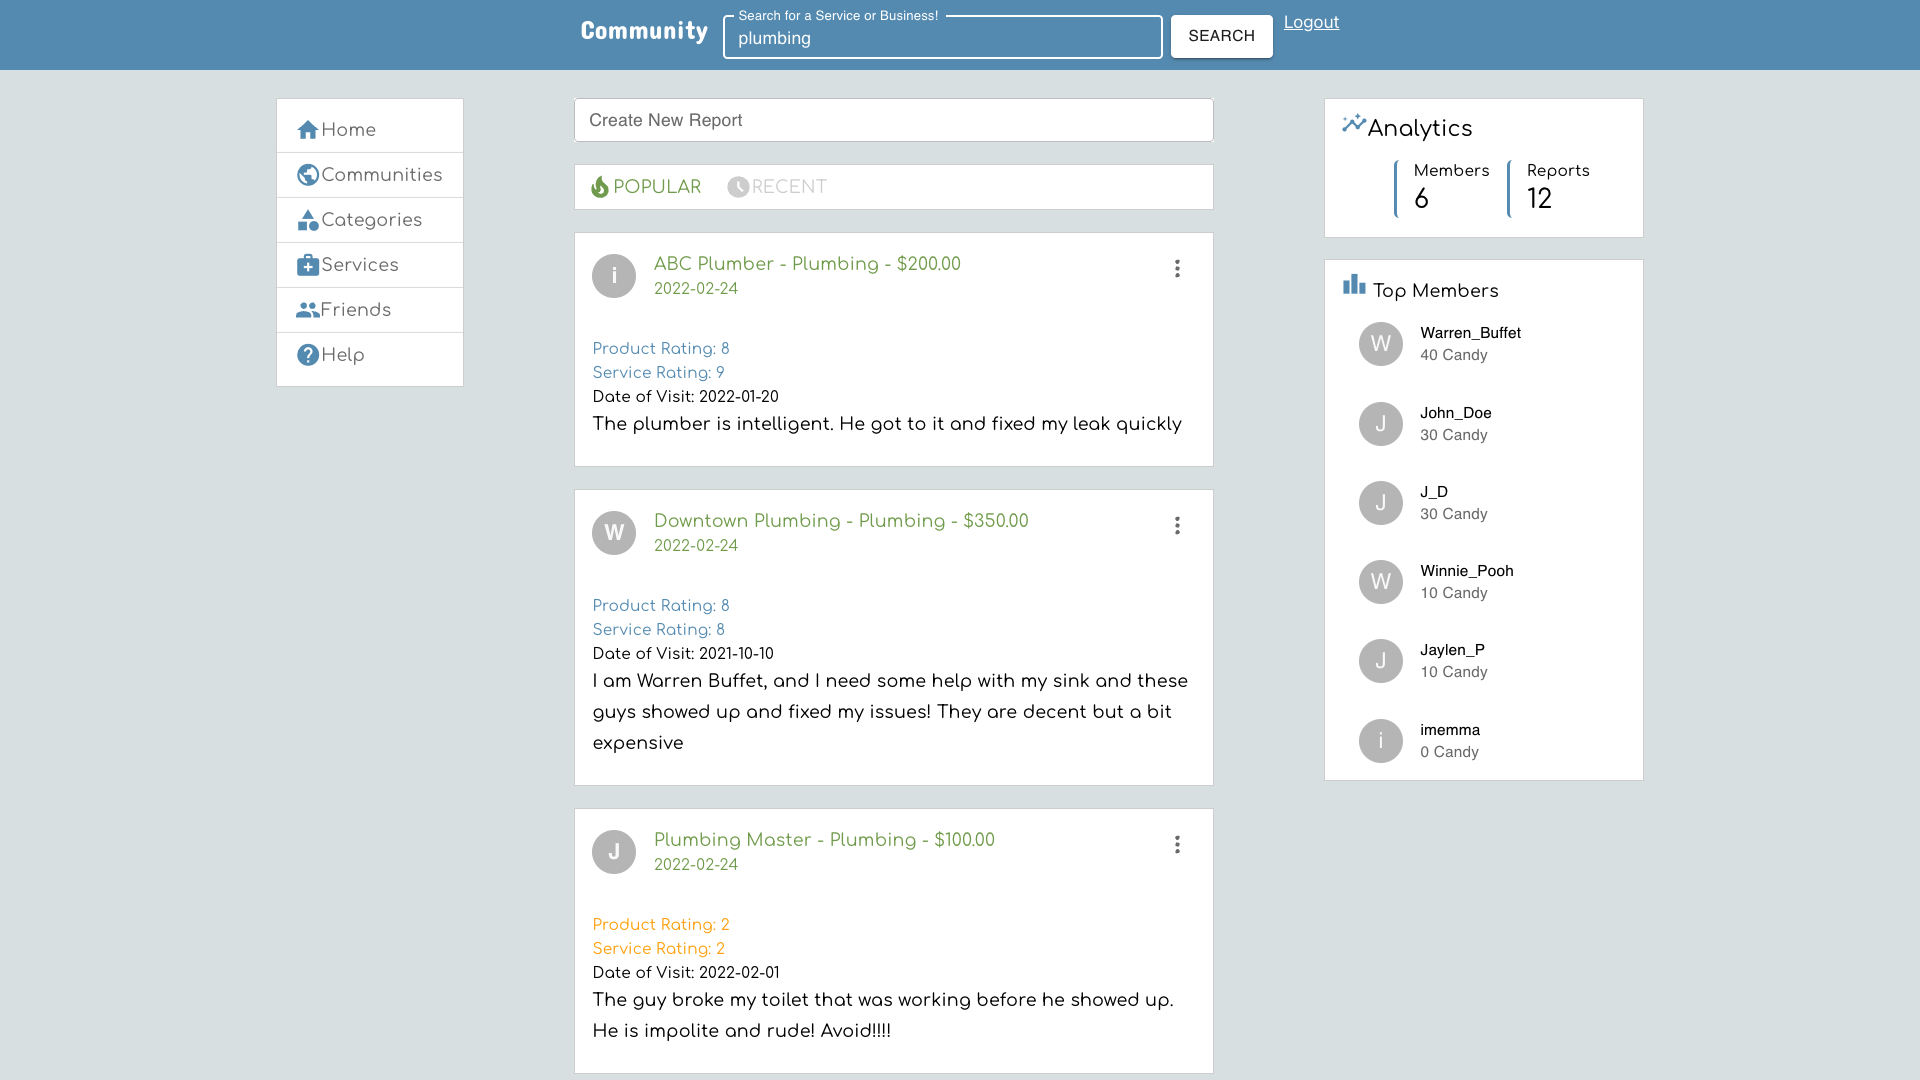 Community
Search for a Service or Business!
plumbing
SEARCH
Logout
Home
Communities
Categories
Services
Friends
Help
Create New Report
POPULAR
RECENT
i
ABC Plumber - Plumbing - $200.00
2022-02-24
Product Rating: 8
Service Rating: 9
Date of Visit: 2022-01-20
The plumber is intelligent. He got to it and fixed my leak quickly
W
Downtown Plumbing - Plumbing - $350.00
2022-02-24
Product Rating: 8
Service Rating: 8
Date of Visit: 2021-10-10
I am Warren Buffet, and I need some help with my sink and these
guys showed up and fixed my issues! They are decent but a bit
expensive
J
Plumbing Master - Plumbing - $100.00
2022-02-24
Product Rating: 2
Service Rating: 2
Date of Visit: 2022-02-01
The guy broke my toilet that was working before he showed up.
He is impolite and rude! Avoid!!!!
Analytics
Members
6
Reports
12
Top Members
W
Warren_Buffet
40 Candy
J
John_Doe
30 Candy
J
J_D
30 Candy
W
Winnie_Pooh
10 Candy
J
Jaylen_P
10 Candy
i
imemma
0 Candy